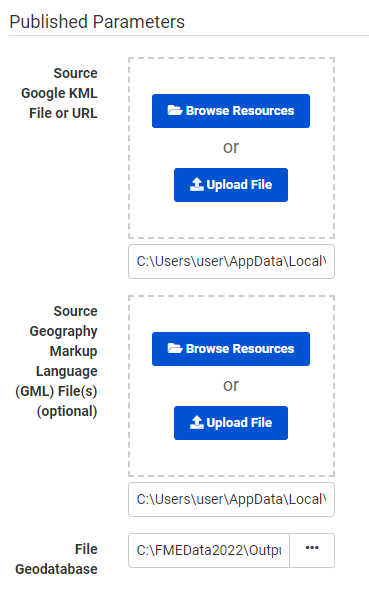 Published Parameters
Source
Google KML
File or URL
Browse Resources
or
Upload File
C:\Users\user\AppData\Local\
Source
Geography
Markup
Language
(GML) File(s)
(optional)
Browse Resources
or
Upload File
C:\Users\user\AppData\Local\
File
Geodatabase
C:\FMEData2022\Outpu
...